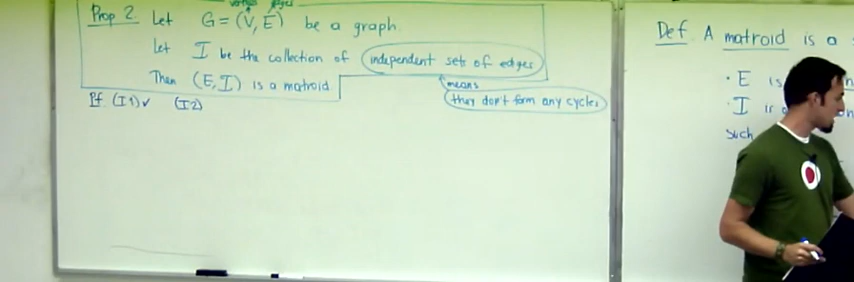 vertices edges
Prop 2. Let G = (V, E) be a graph
Let I be the collection of independent sets of edges
Then (E, I) is a matroid.
means
they don't form any cycles
Pf (I1) ✓ (I2)
Def. A matroid is a
· E is
· I is
such